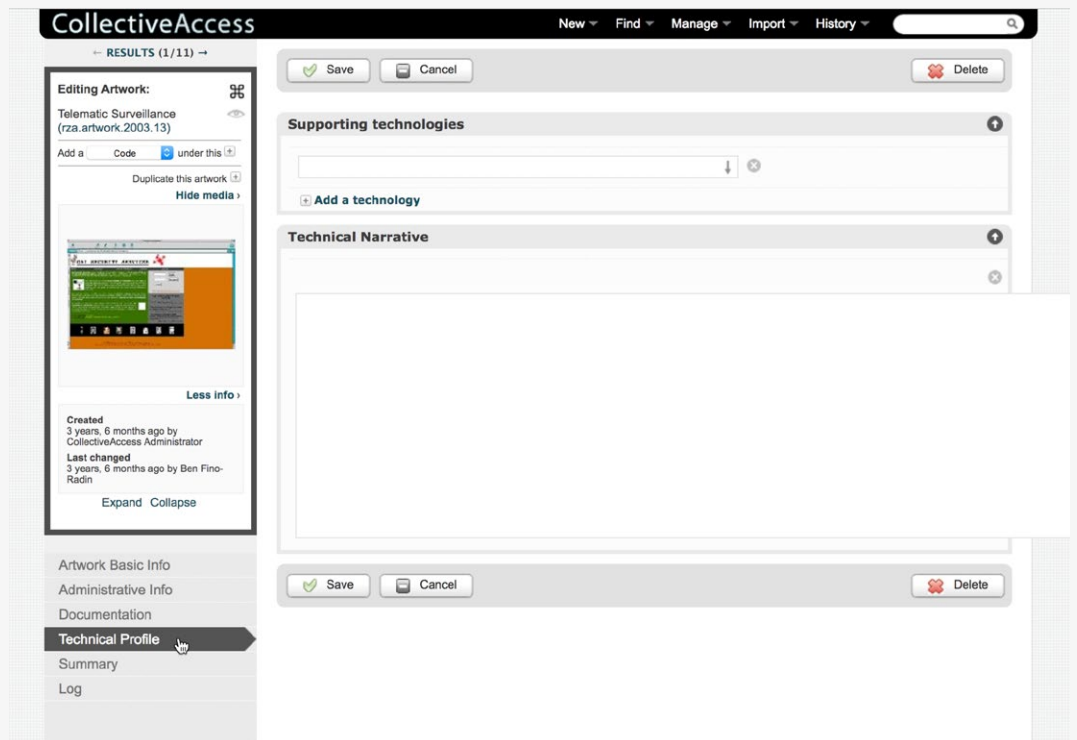 CollectiveAccess
New Find Manage Import History
← RESULTS (1/11) →
Editing Artwork:
Telematic Surveillance
(rza.artwork.2003.13)
Add a Code under this
Duplicate this artwork
Hide media ›
Less info ›
Created
3 years, 6 months ago by
CollectiveAccess Administrator
Last changed
3 years, 6 months ago by Ben Fino-
Radin
Expand Collapse
Artwork Basic Info
Administrative Info
Documentation
Technical Profile
Summary
Log
Save Cancel Delete
Supporting technologies
Add a technology
Technical Narrative
Save Cancel Delete